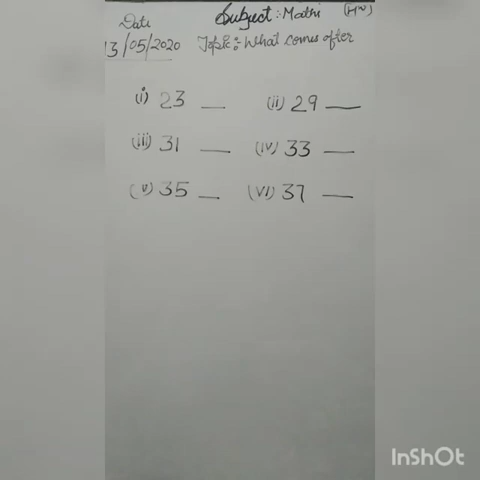 Date Subject : Maths (HW)
13/05/2020 Topic :- What comes after
(i) 23 __ (ii) 29 __
(iii) 31 __ (iv) 33 __
(v) 35 __ (VI) 37 __
InShOt